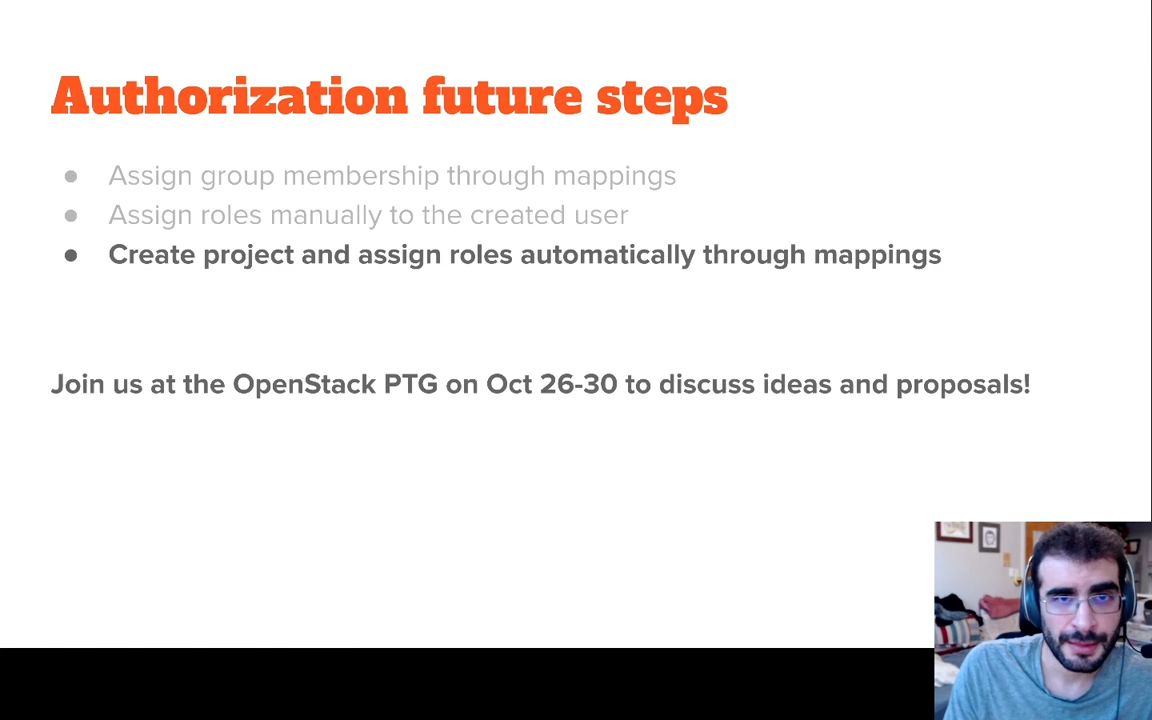 Authorization future steps
● Assign group membership through mappings
● Assign roles manually to the created user
● Create project and assign roles automatically through mappings
Join us at the OpenStack PTG on Oct 26-30 to discuss ideas and proposals!